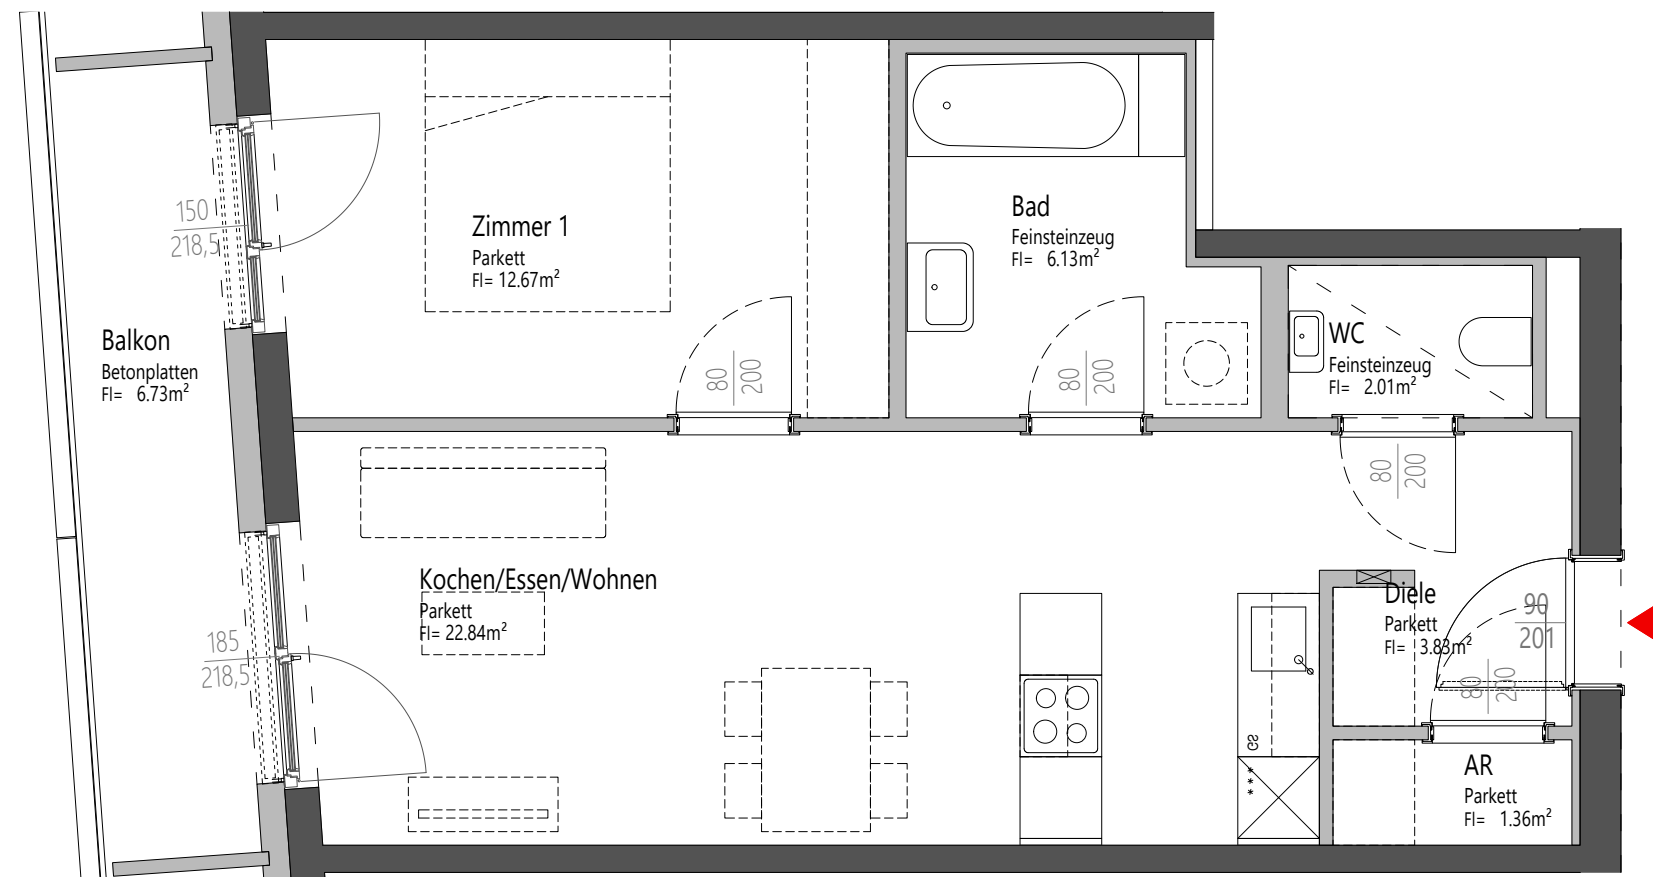 Zimmer 1
Parkett
Fl= 12.67m²
Bad
Feinsteinzeug
Fl= 6.13m²
150
218,5
Balkon
Betonplatten
Fl= 6.73m²
WC
Feinsteinzeug
Fl= 2.01m²
80
200
80
200
80
200
Kochen/Essen/Wohnen
Parkett
Fl= 22.84m²
185
218,5
Diele
Parkett
Fl= 3.83m²
90
201
80
200
GS
***
AR
Parkett
Fl= 1.36m²